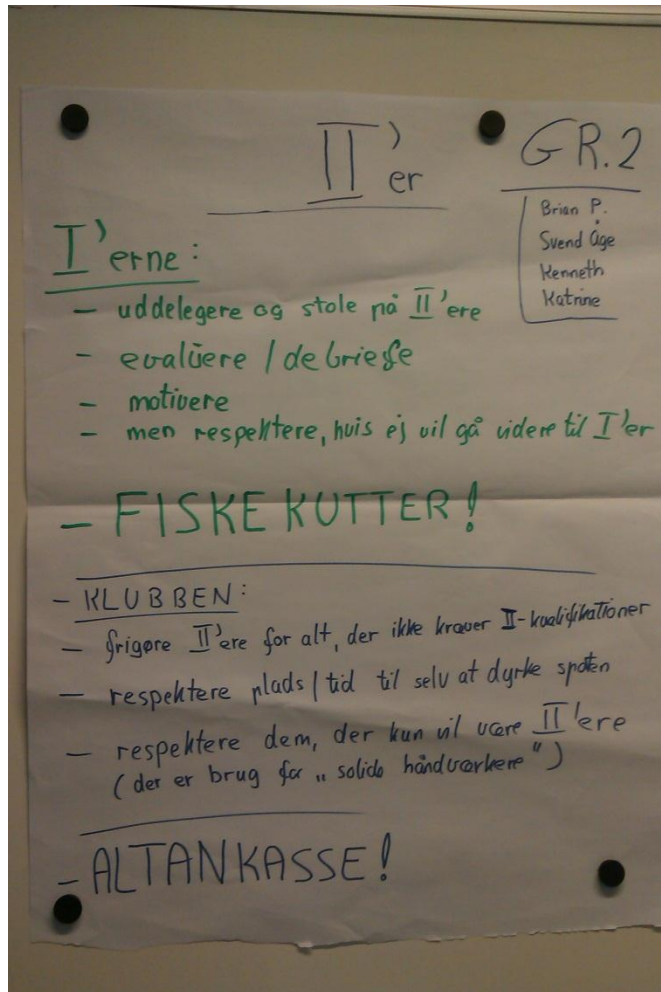 II'er
GR.2
Brian P.
Svend Åge
Kenneth
Katrine
I'erne:
- uddelegere og stole på II'ere
- evaluere / debriefe
- motivere
- men respektere, hvis ej vil gå videre til I'er
- FISKEKUTTER!
- KLUBBEN:
- frigøre II'ere for alt, der ikke kræver II-kvalifikationer
- respektere plads / tid til selv at dyrke sporten
- respektere dem, der kun vil være II'ere
(der er brug for „solide håndværkere")
- ALTANKASSE!